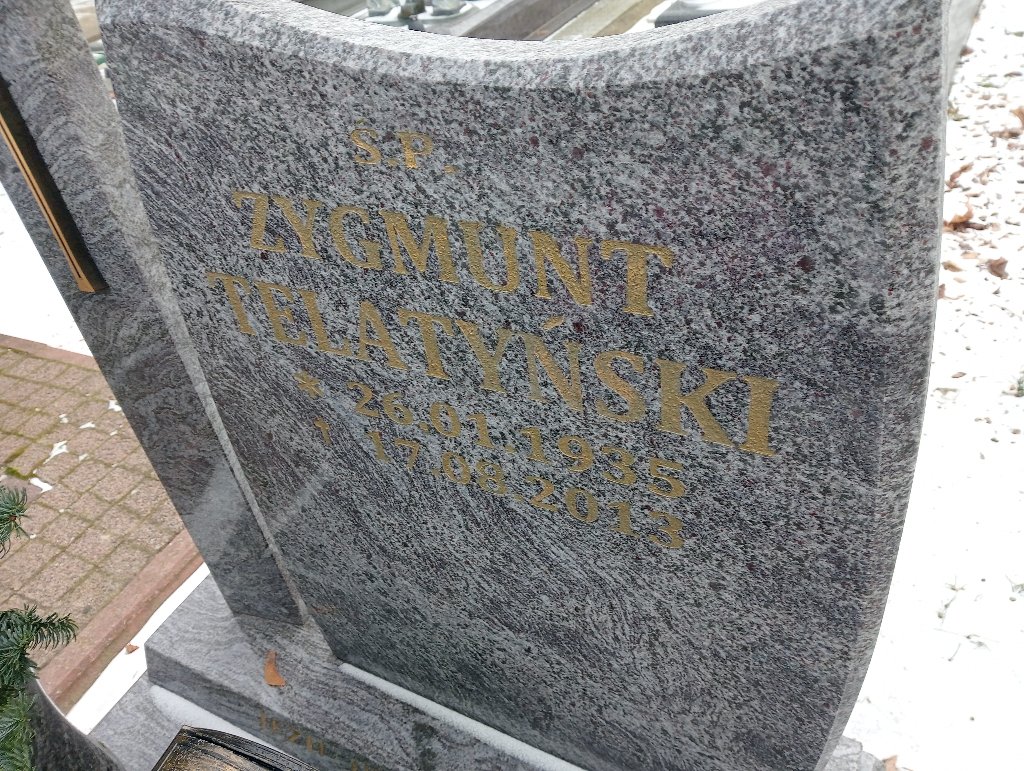 Ś.P.
ZYGMUNT
TELATYŃSKI
* 26.01.1935
† 17.08.2013